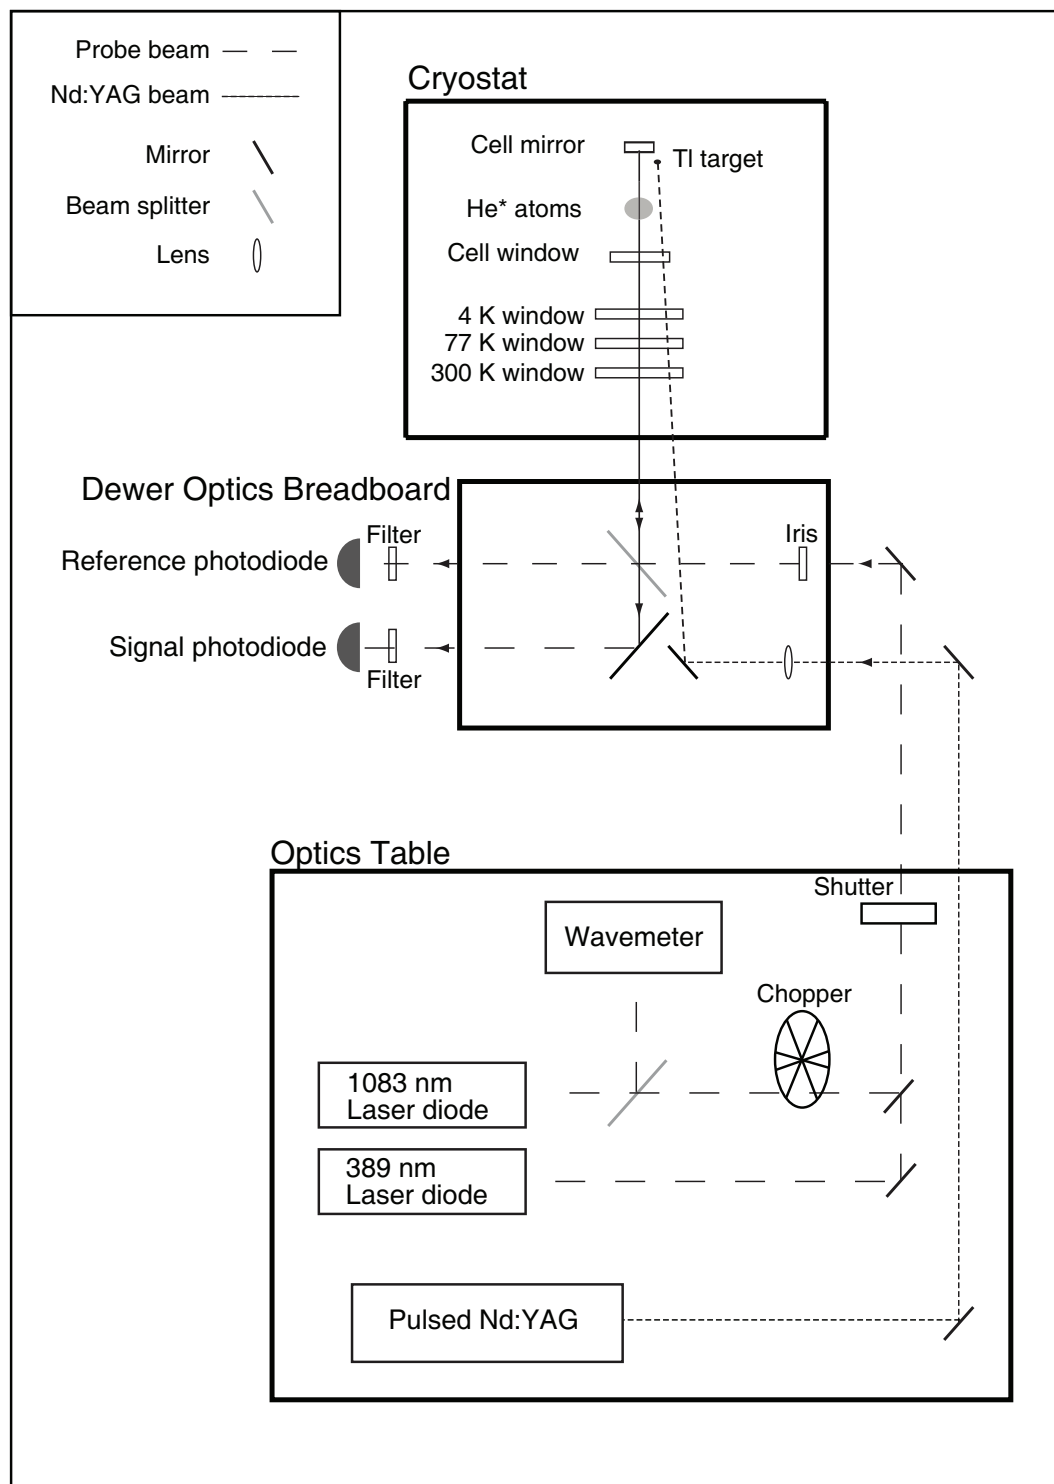 Probe beam
Nd:YAG beam
Mirror
Beam splitter
Lens
Cryostat
Cell mirror
Tl target
He* atoms
Cell window
4 K window
77 K window
300 K window
Dewer Optics Breadboard
Filter
Iris
Reference photodiode
Signal photodiode
Filter
Optics Table
Shutter
Wavemeter
Chopper
1083 nm
Laser diode
389 nm
Laser diode
Pulsed Nd:YAG